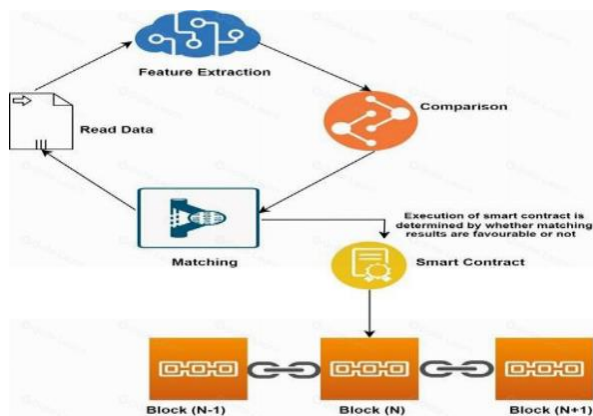 Feature Extraction
Comparison
Read Data
Execution of smart contract is
determined by whether matching
results are favourable or not
Matching
Smart Contract
Block (N-1)
Block (N)
Block (N+1)